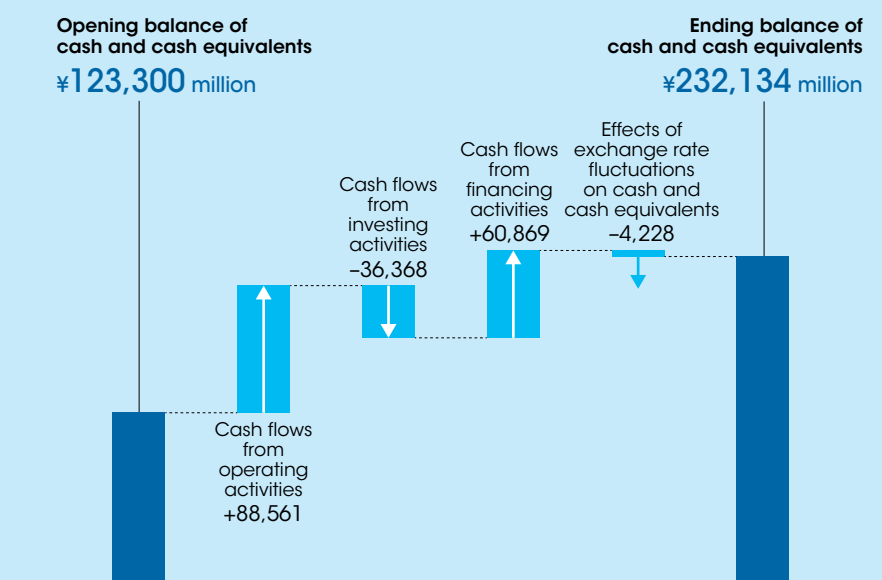 Opening balance of
cash and cash equivalents
¥123,300 million
Ending balance of
cash and cash equivalents
¥232,134 million
Cash flows
from
operating
activities
+88,561
Cash flows
from
investing
activities
–36,368
Cash flows
from
financing
activities
+60,869
Effects of
exchange rate
fluctuations
on cash and
cash equivalents
–4,228